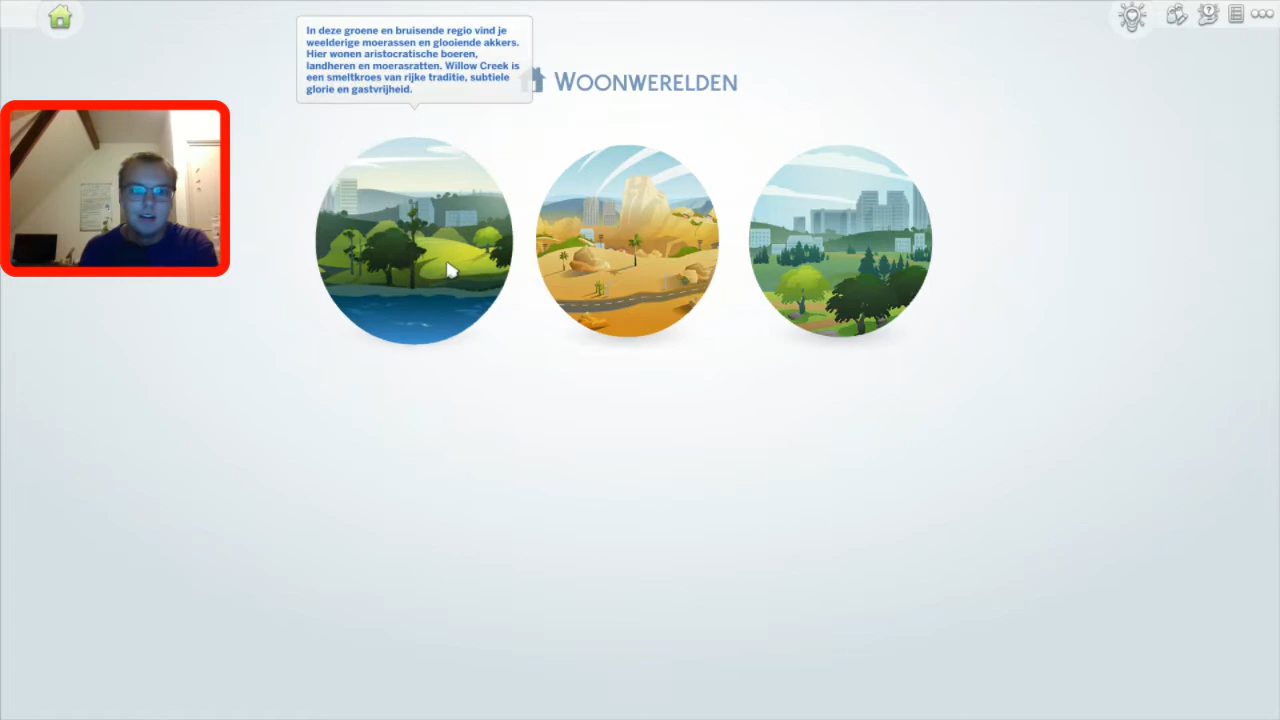 In deze groene en bruisende regio vind je
weelderige moerassen en glooiende akkers.
Hier wonen aristocratische boeren,
landheren en moerasratten. Willow Creek is
een smeltkroes van rijke traditie, subtiele
glorie en gastvrijheid.
WOONWERELDEN